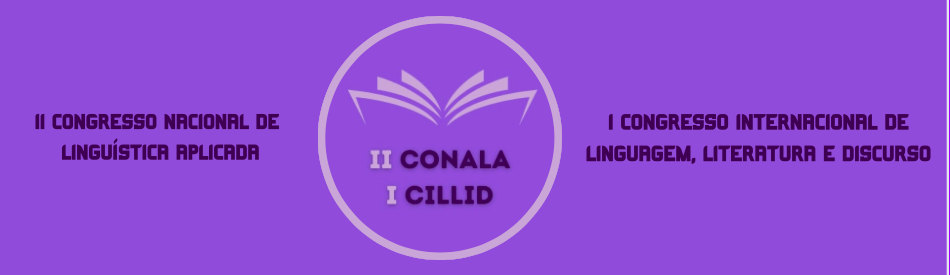 II CONGRESSO NACIONAL DE
LINGUÍSTICA APLICADA
II CONALA
I CILLID
I CONGRESSO INTERNACIONAL DE
LINGUAGEM, LITERATURA E DISCURSO